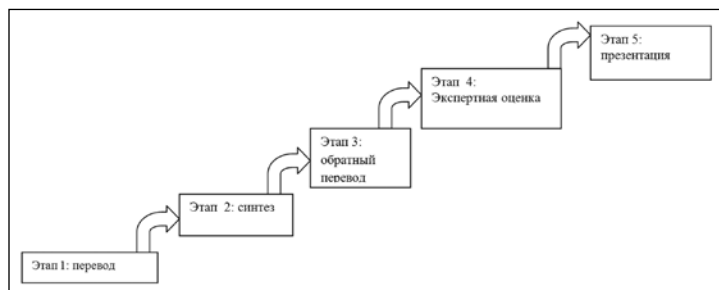 Этап 1: перевод
Этап 2: синтез
Этап 3:
обратный
перевод
Этап 4:
Экспертная оценка
Этап 5:
презентация